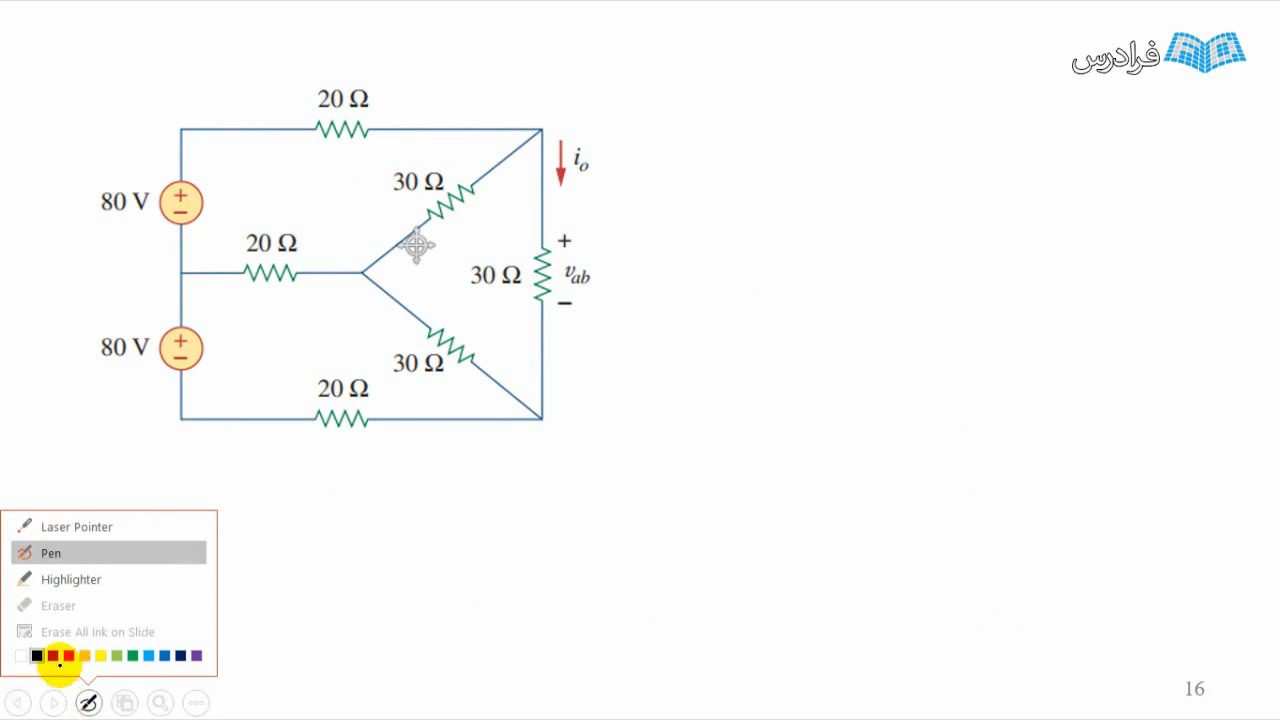 فرادرس
20 Ω
i_o
30 Ω
80 V
+
−
20 Ω
+
30 Ω
v_ab
−
80 V
+
−
30 Ω
20 Ω
Laser Pointer
Pen
Highlighter
Eraser
Erase All Ink on Slide
16